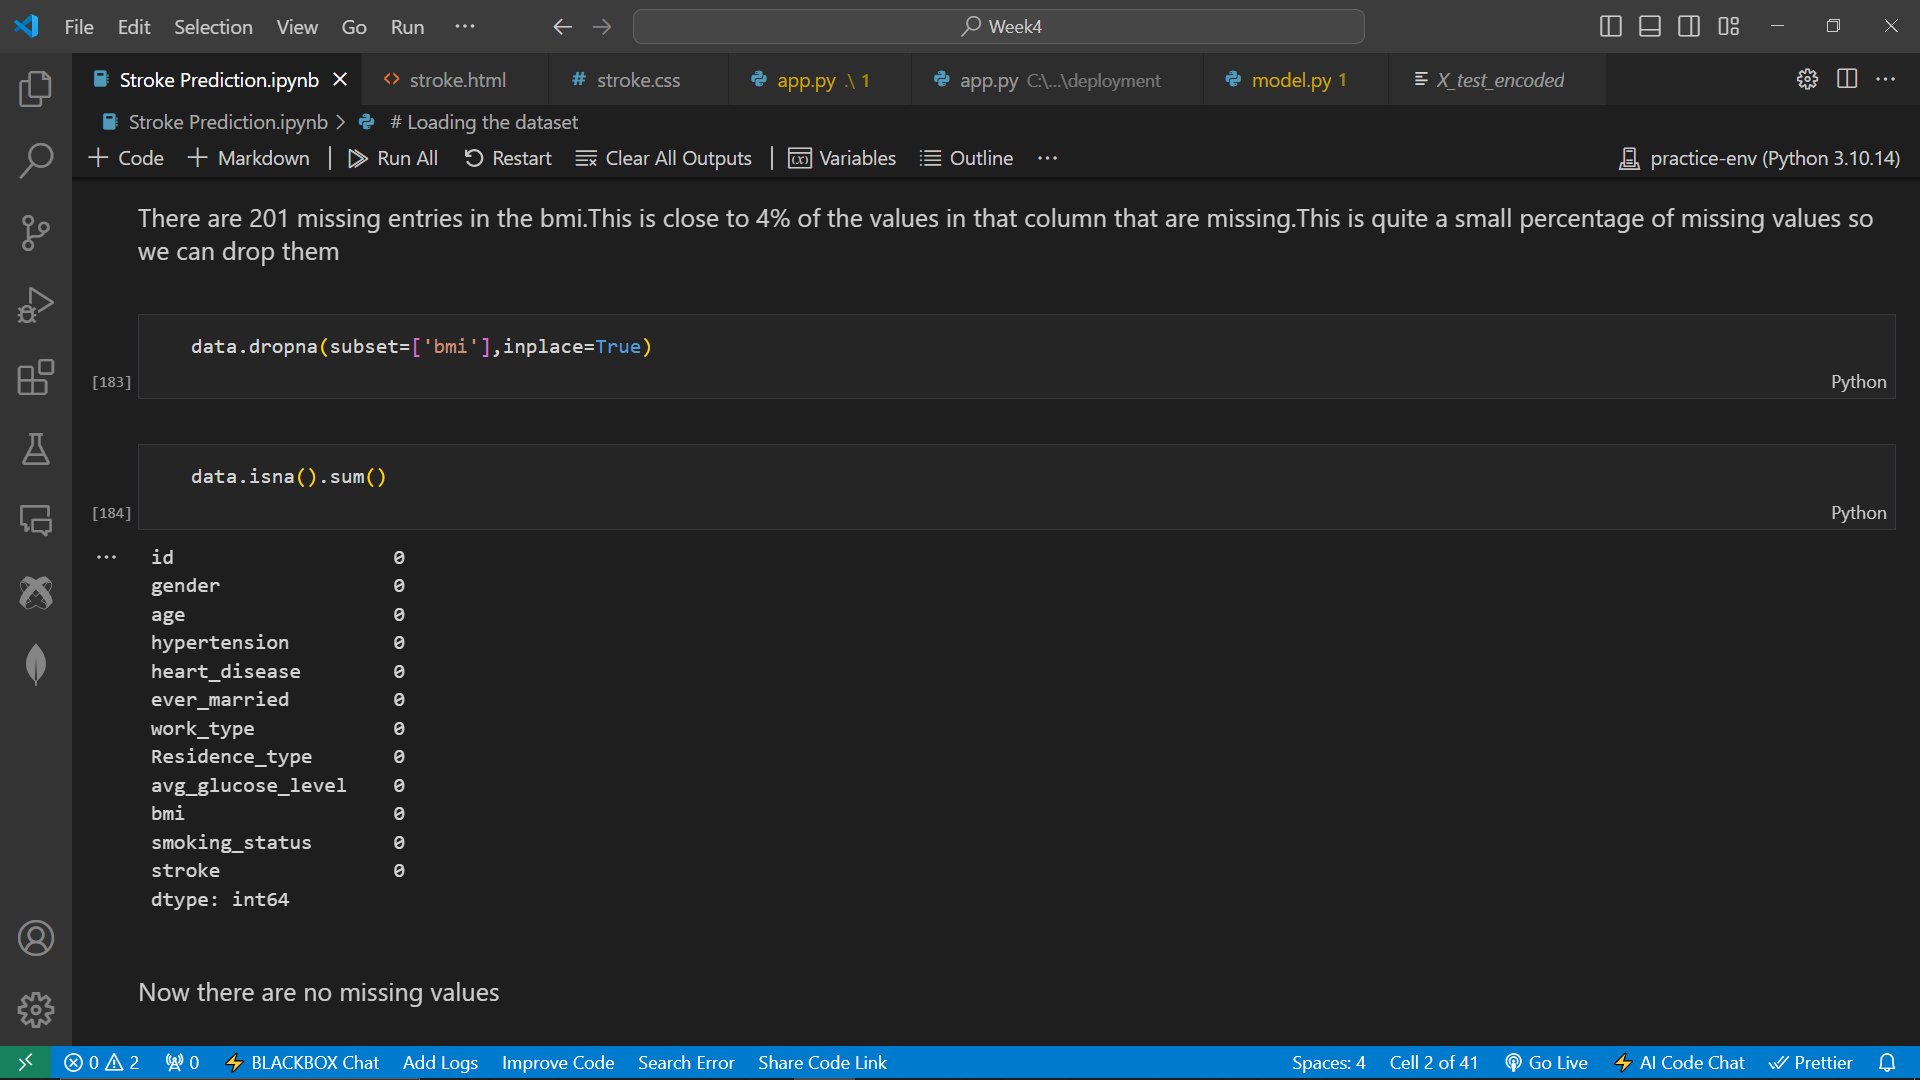 File Edit Selection View Go Run ··· Week4
Stroke Prediction.ipynb stroke.html # stroke.css app.py .\ 1 app.py C:\...\deployment model.py 1 X_test_encoded ···
Stroke Prediction.ipynb > # Loading the dataset
+ Code + Markdown | Run All Restart Clear All Outputs | Variables Outline ··· practice-env (Python 3.10.14)
There are 201 missing entries in the bmi.This is close to 4% of the values in that column that are missing.This is quite a small percentage of missing values so
we can drop them
data.dropna(subset=['bmi'],inplace=True)
[183] Python
data.isna().sum()
[184] Python
··· id 0
gender 0
age 0
hypertension 0
heart_disease 0
ever_married 0
work_type 0
Residence_type 0
avg_glucose_level 0
bmi 0
smoking_status 0
stroke 0
dtype: int64
Now there are no missing values
0 2 0 BLACKBOX Chat Add Logs Improve Code Search Error Share Code Link Spaces: 4 Cell 2 of 41 Go Live AI Code Chat Prettier